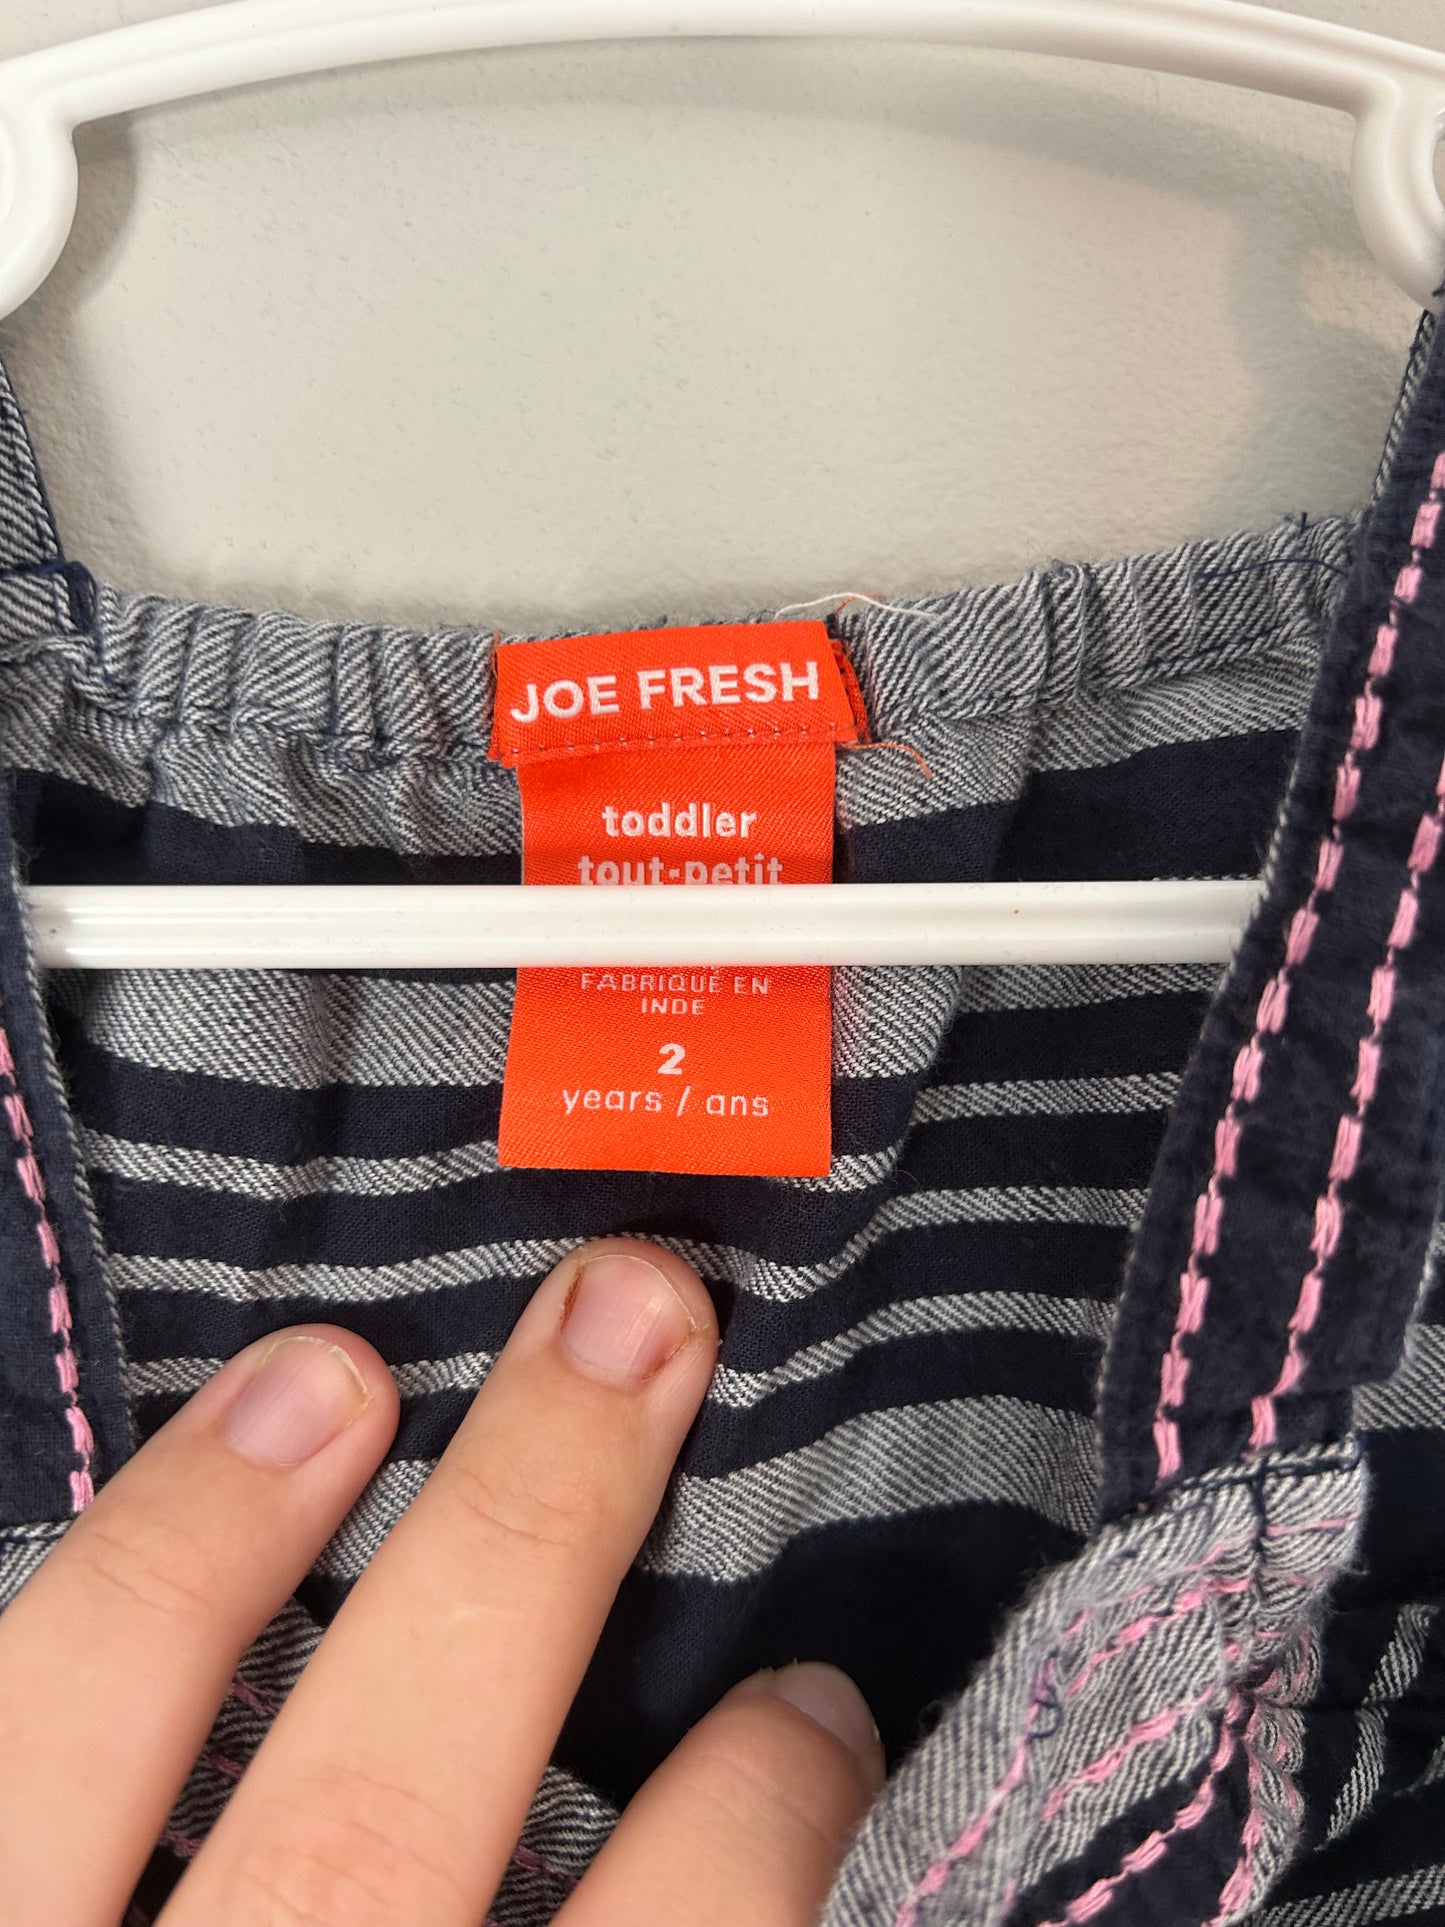 JOE FRESH
toddler
tout-petit
FABRIQUÉ EN
INDE
2
years / ans